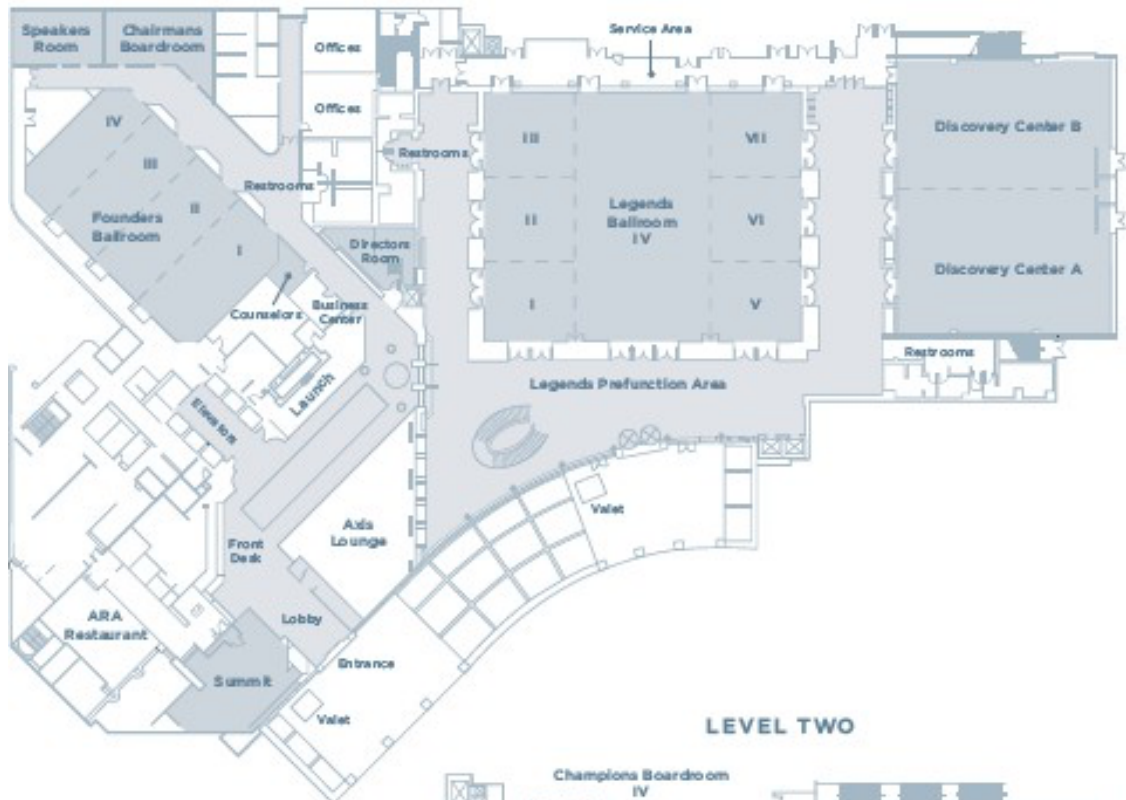 Speakers
Room
Chairmans
Boardroom
Offices
Service Area
Offices
IV
III
VII
Discovery Center B
III
Restrooms
Restrooms
II
Founders
Ballroom
Legends
Ballroom
IV
II
VI
I
Directors
Room
Discovery Center A
Counselors
Business
Center
I
V
Restrooms
Launch
Legends Prefunction Area
Elevators
Valet
Front
Desk
Axis
Lounge
ARA
Restaurant
Lobby
Entrance
Summit
Valet
LEVEL TWO
Champions Boardroom
IV